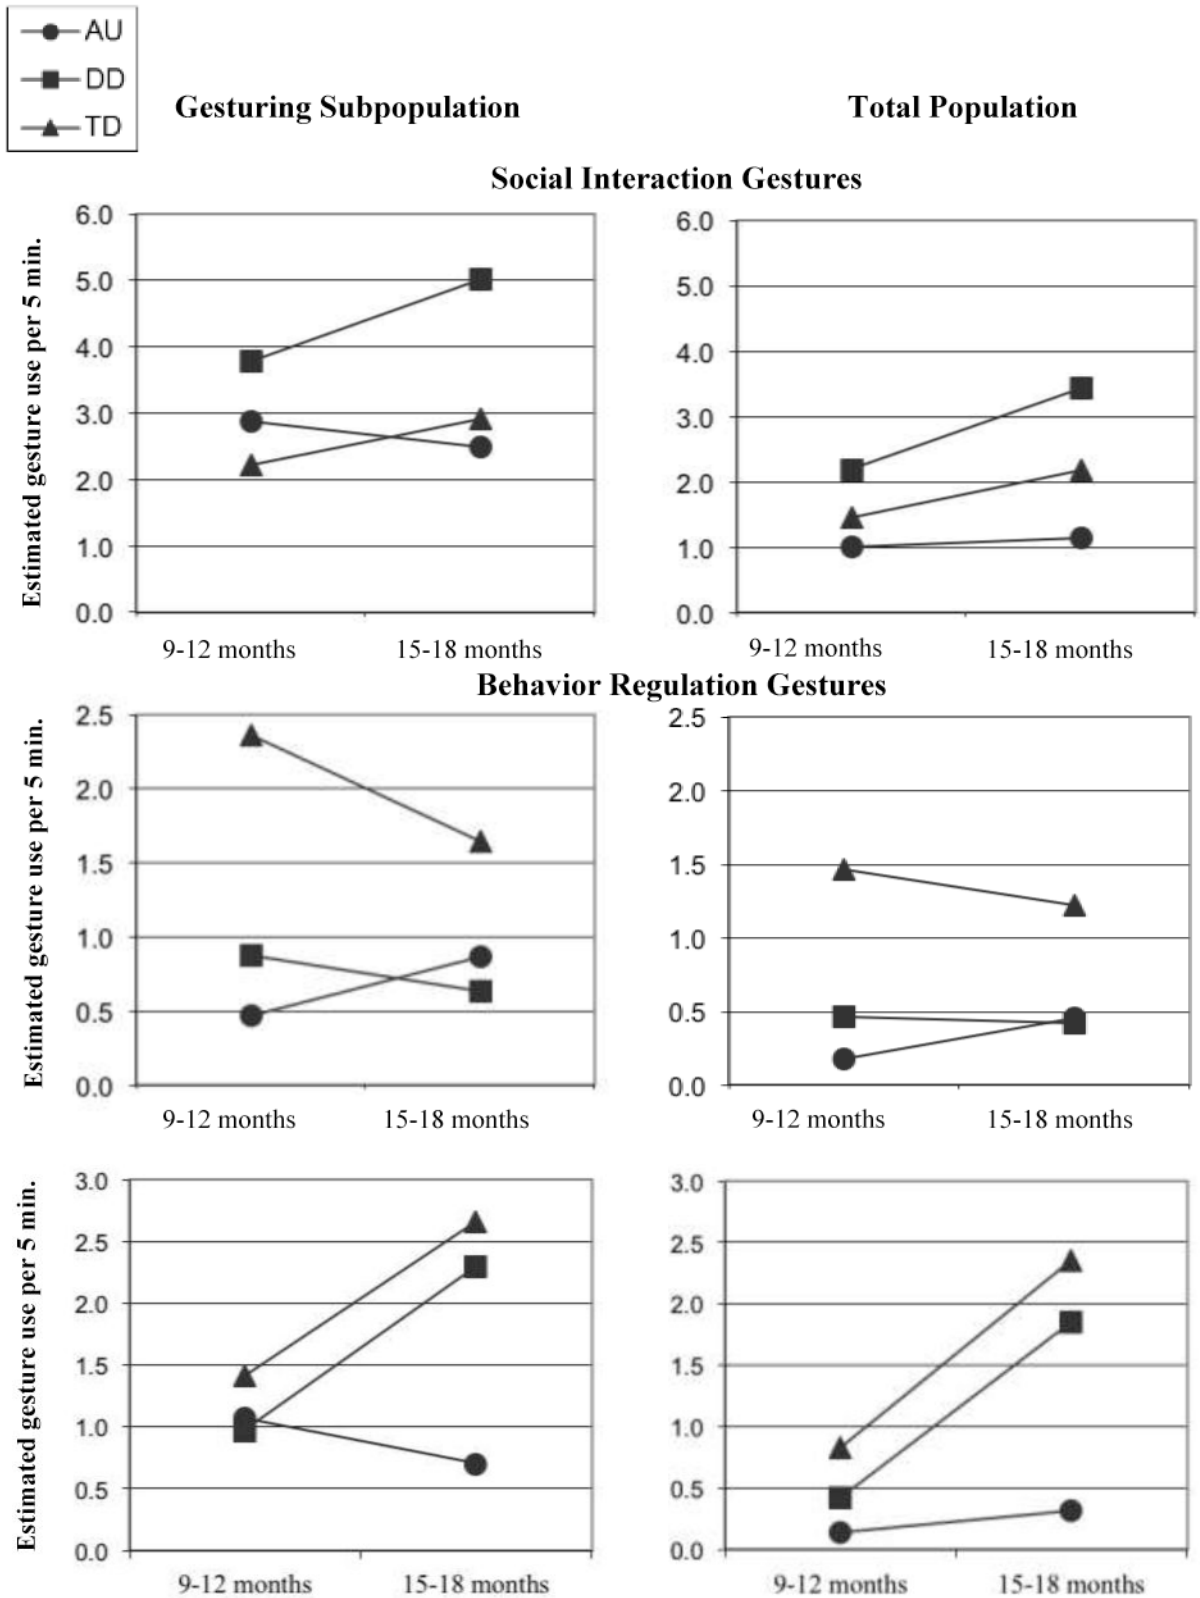 AU
DD
TD
Gesturing Subpopulation
Total Population
Social Interaction Gestures
Estimated gesture use per 5 min.
6.0
5.0
4.0
3.0
2.0
1.0
0.0
9-12 months
15-18 months
6.0
5.0
4.0
3.0
2.0
1.0
0.0
9-12 months
15-18 months
Behavior Regulation Gestures
Estimated gesture use per 5 min.
2.5
2.0
1.5
1.0
0.5
0.0
9-12 months
15-18 months
2.5
2.0
1.5
1.0
0.5
0.0
9-12 months
15-18 months
Estimated gesture use per 5 min.
3.0
2.5
2.0
1.5
1.0
0.5
0.0
9-12 months
15-18 months
3.0
2.5
2.0
1.5
1.0
0.5
0.0
9-12 months
15-18 months